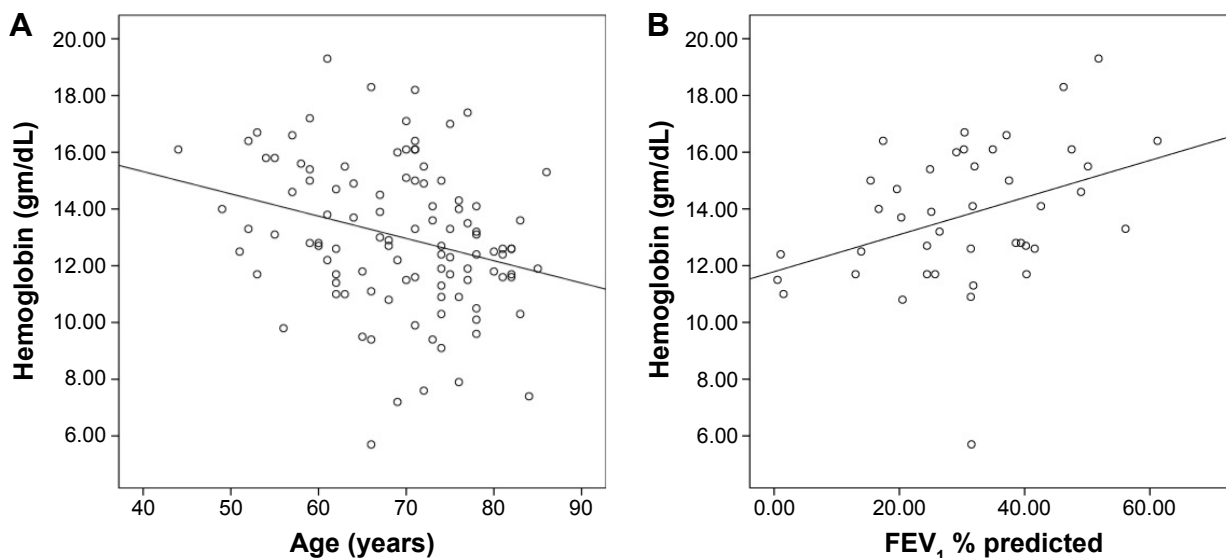 A
Hemoglobin (gm/dL)
20.00
18.00
16.00
14.00
12.00
10.00
8.00
6.00
40 50 60 70 80 90
Age (years)
B
Hemoglobin (gm/dL)
20.00
18.00
16.00
14.00
12.00
10.00
8.00
6.00
0.00 20.00 40.00 60.00
FEV₁ % predicted